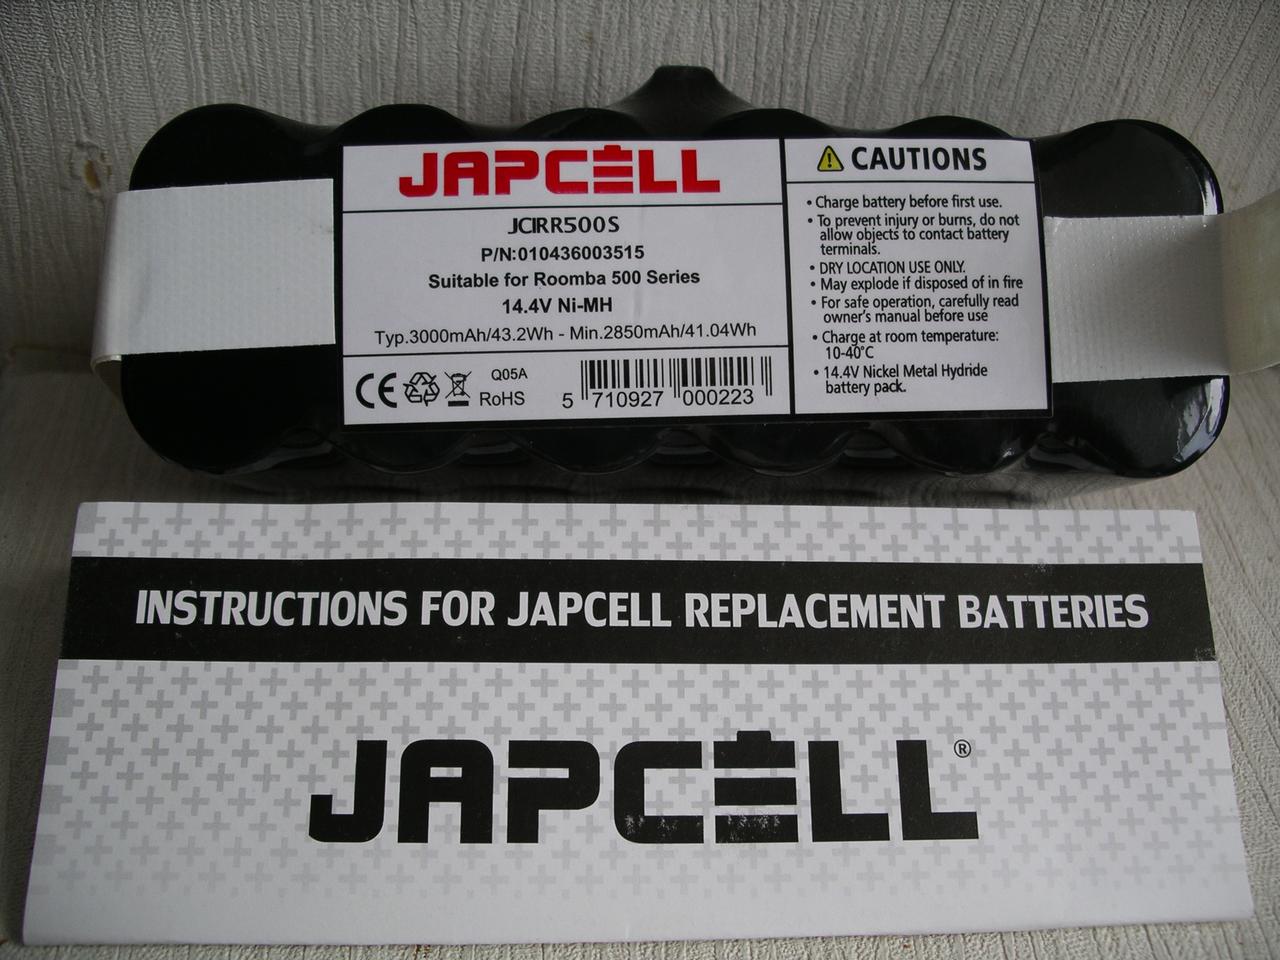 JAPCELL
JCIRR500S
P/N:010436003515
Suitable for Roomba 500 Series
14.4V Ni-MH
Typ.3000mAh/43.2Wh - Min.2850mAh/41.04Wh
CE
Q05A
RoHS
5 710927 000223
CAUTIONS
• Charge battery before first use.
• To prevent injury or burns, do not
allow objects to contact battery
terminals.
• DRY LOCATION USE ONLY.
• May explode if disposed of in fire
• For safe operation, carefully read
owner's manual before use
• Charge at room temperature:
10-40°C
• 14.4V Nickel Metal Hydride
battery pack.
INSTRUCTIONS FOR JAPCELL REPLACEMENT BATTERIES
JAPCELL®